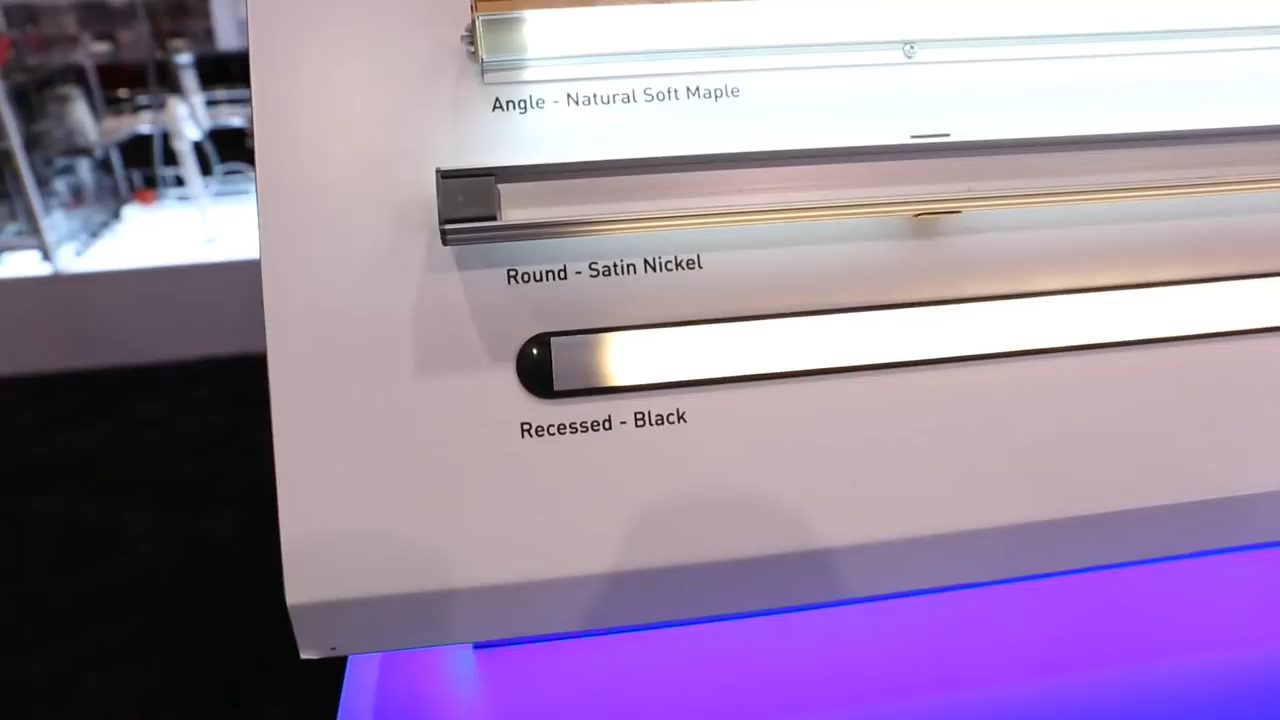 Angle - Natural Soft Maple
Round - Satin Nickel
Recessed - Black